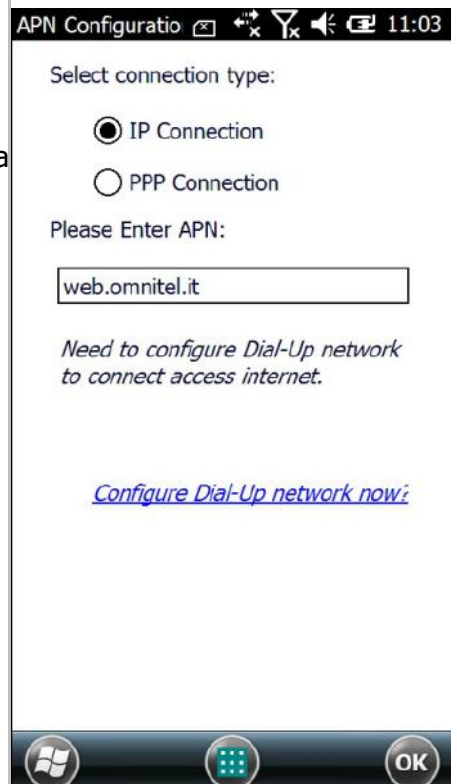 APN Configuratio 11:03
Select connection type:
IP Connection
a
PPP Connection
Please Enter APN:
web.omnitel.it
Need to configure Dial-Up network
to connect access internet.
Configure Dial-Up network now?
OK